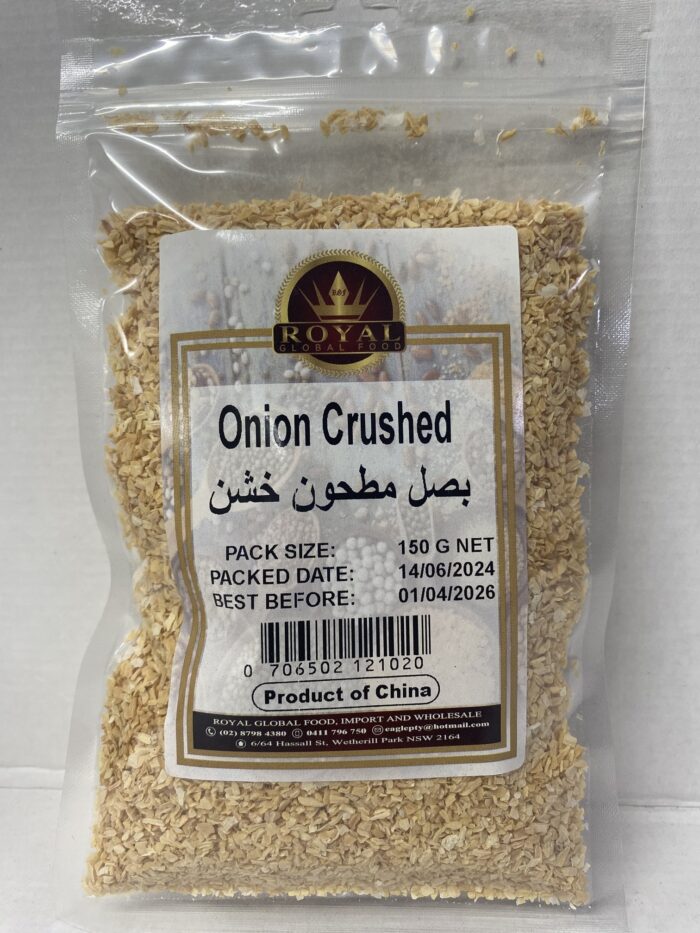 ROYAL
GLOBAL FOOD
Onion Crushed
بصل مطحون خشن
PACK SIZE: 150 G NET
PACKED DATE: 14/06/2024
BEST BEFORE: 01/04/2026
0 706502 121020
Product of China
ROYAL GLOBAL FOOD, IMPORT AND WHOLESALE
(02) 8798 4380 0411 796 750 eaglepty@hotmail.com
6/64 Hassall St, Wetherill Park NSW 2164